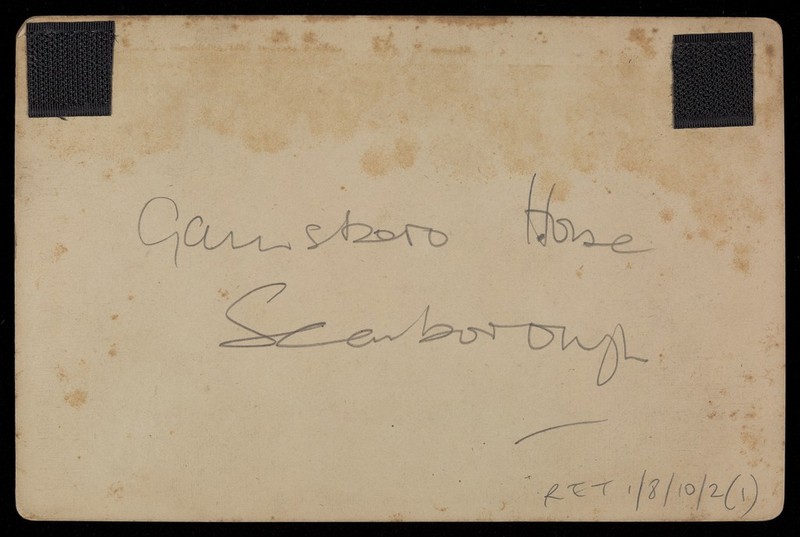 Gainsboro House
Scarborough
RET 1/8/10/2(1)